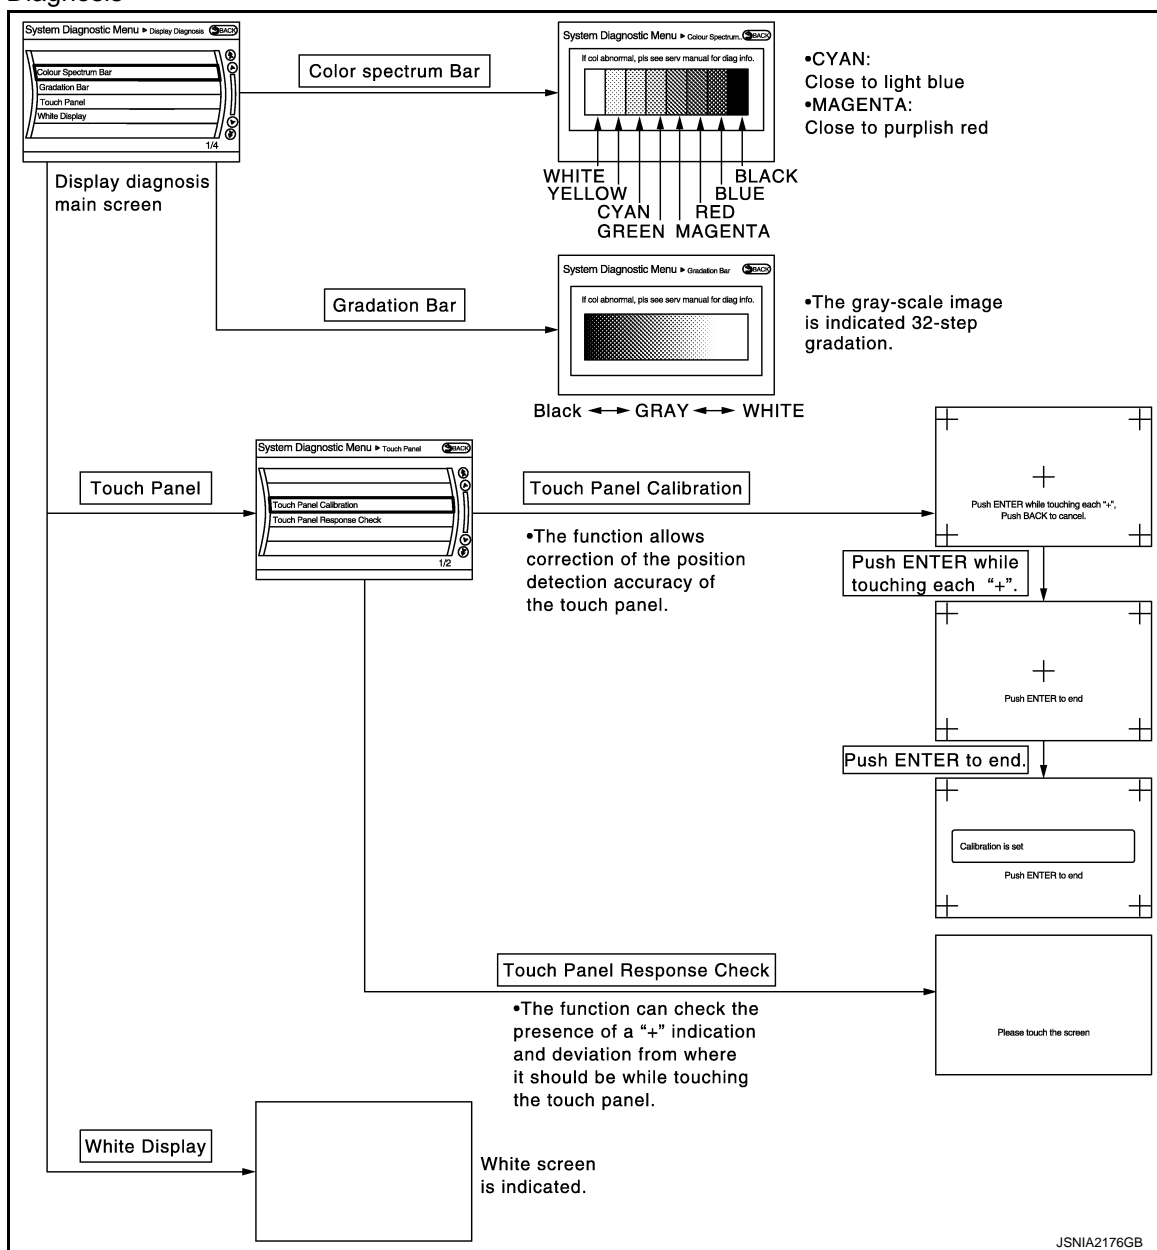 Diagnosis
System Diagnostic Menu ▶ Display Diagnosis BACK
Colour Spectrum Bar
Gradation Bar
Touch Panel
White Display
1/4
Display diagnosis
main screen
Color spectrum Bar
System Diagnostic Menu ▶ Colour Spectrum.. BACK
If col abnormal, pls see serv manual for diag info.
WHITE
YELLOW
CYAN
GREEN
MAGENTA
RED
BLUE
BLACK
•CYAN:
Close to light blue
•MAGENTA:
Close to purplish red
Gradation Bar
System Diagnostic Menu ▶ Gradation Bar BACK
If col abnormal, pls see serv manual for diag info.
Black GRAY WHITE
•The gray-scale image
is indicated 32-step
gradation.
Touch Panel
System Diagnostic Menu ▶ Touch Panel BACK
Touch Panel Calibration
Touch Panel Response Check
1/2
Touch Panel Calibration
•The function allows
correction of the position
detection accuracy of
the touch panel.
Push ENTER while touching each “+”,
Push BACK to cancel.
Push ENTER while
touching each “+”.
Push ENTER to end
Push ENTER to end.
Calibration is set
Push ENTER to end
Touch Panel Response Check
•The function can check the
presence of a “+” indication
and deviation from where
it should be while touching
the touch panel.
Please touch the screen
White Display
White screen
is indicated.
JSNIA2176GB